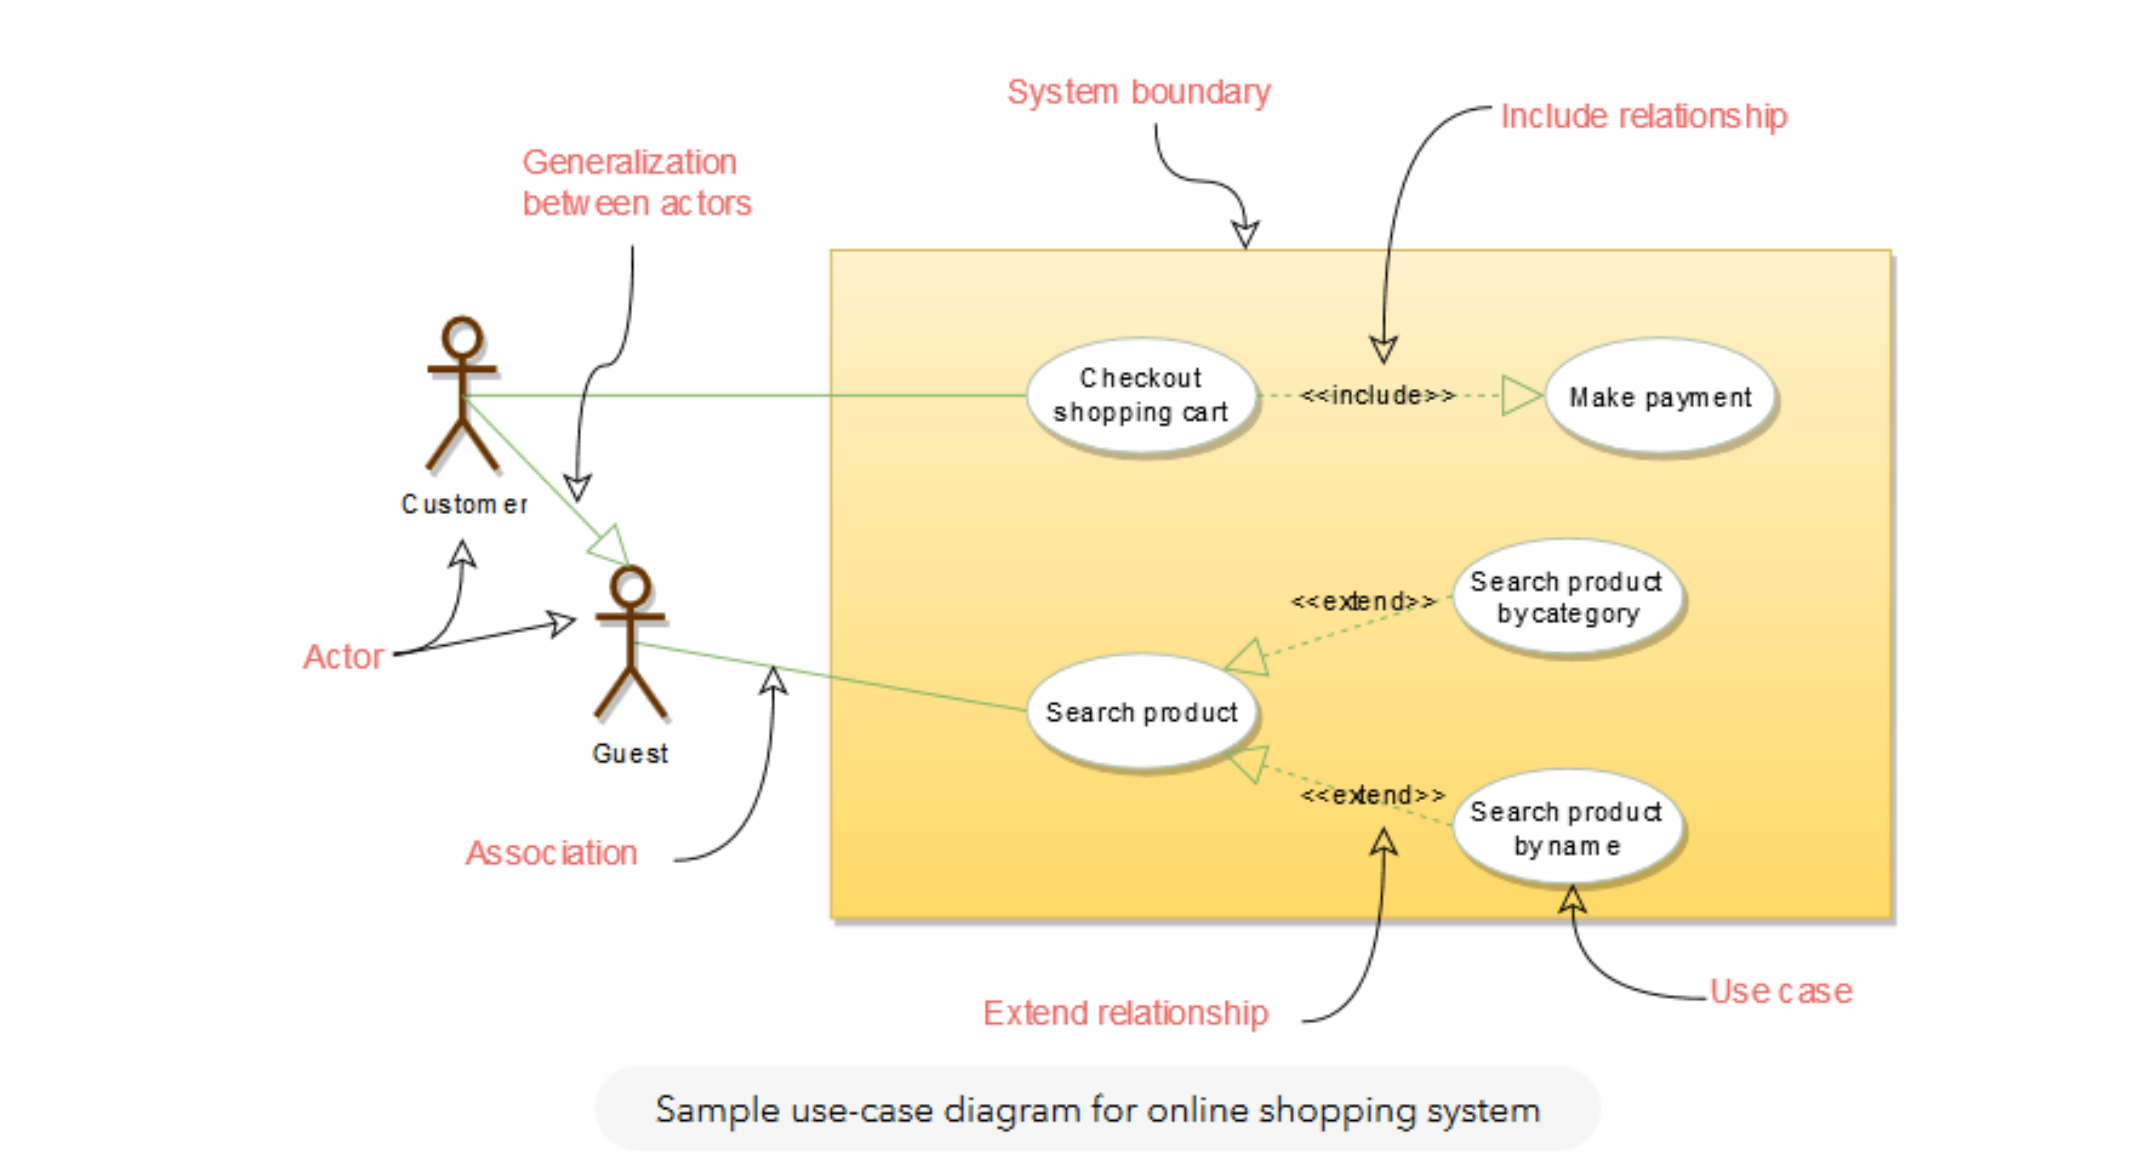 System boundary
Include relationship
Generalization
between actors
Checkout
shopping cart
<<include>>
Make payment
Customer
Search product
by category
<<extend>>
Actor
Search product
Guest
<<extend>>
Search product
by name
Association
Use case
Extend relationship
Sample use-case diagram for online shopping system